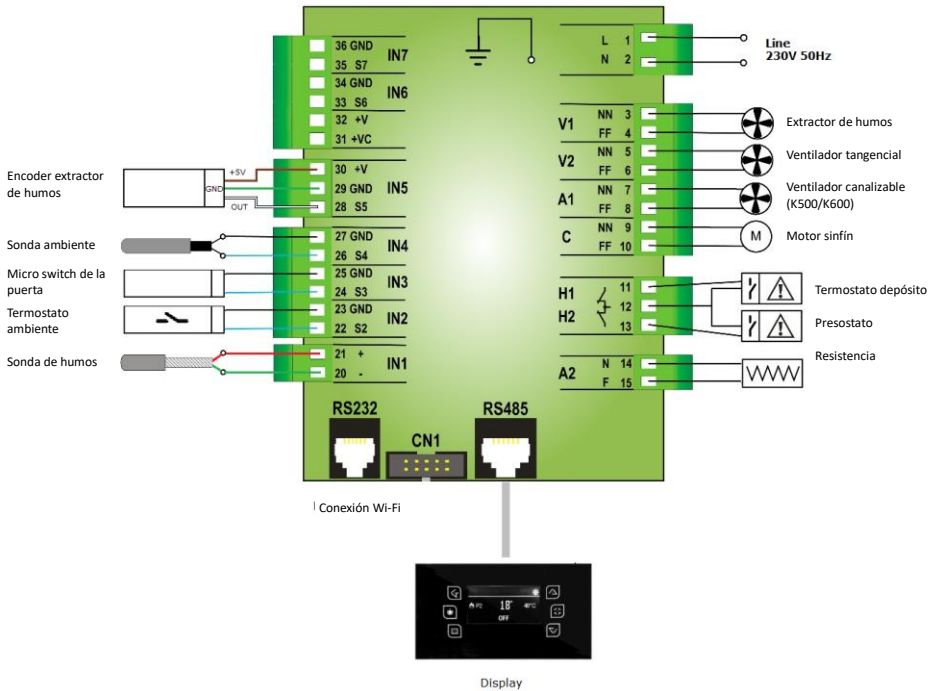 36 GND
35 S7
IN7
34 GND
33 S6
IN6
32 +V
31 +VC
Encoder extractor
de humos
+5V
GND
OUT
30 +V
29 GND
28 S5
IN5
Sonda ambiente
27 GND
26 S4
IN4
Micro switch de la
puerta
25 GND
24 S3
IN3
Termostato
ambiente
23 GND
22 S2
IN2
Sonda de humos
21 +
20 -
IN1
L 1
N 2
Line
230V 50Hz
V1
NN 3
FF 4
Extractor de humos
V2
NN 5
FF 6
Ventilador tangencial
A1
NN 7
FF 8
Ventilador canalizable
(K500/K600)
C
NN 9
FF 10
M
Motor sinfín
H1
H2
11
12
13
Termostato depósito
Presostato
A2
N 14
F 15
Resistencia
RS232
CN1
RS485
Conexión Wi-Fi
P2
18°
40°C
OFF
Display